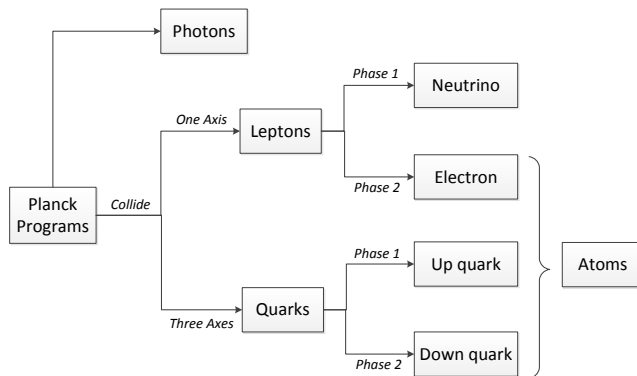 Photons
Phase 1
Neutrino
One Axis
Leptons
Phase 2
Electron
Planck
Programs
Collide
Phase 1
Up quark
Atoms
Three Axes
Quarks
Phase 2
Down quark